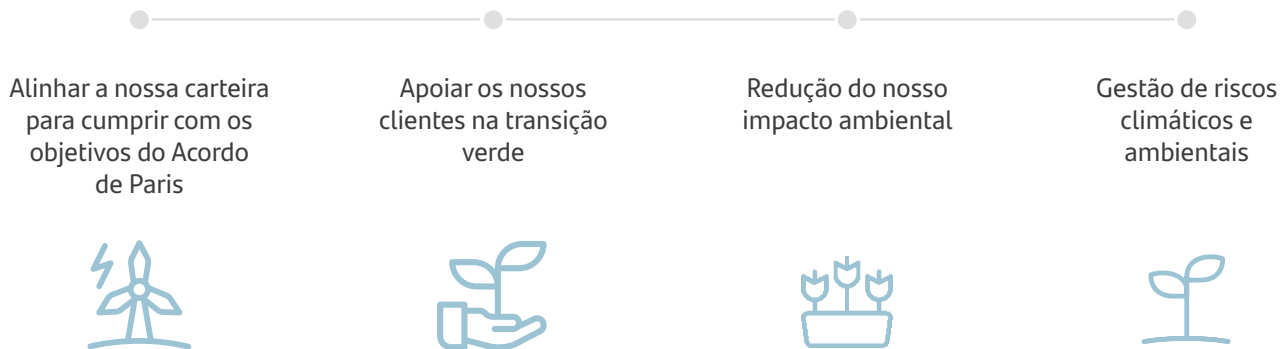 Alinhar a nossa carteira
para cumprir com os
objetivos do Acordo
de Paris
Apoiar os nossos
clientes na transição
verde
Redução do nosso
impacto ambiental
Gestão de riscos
climáticos e
ambientais